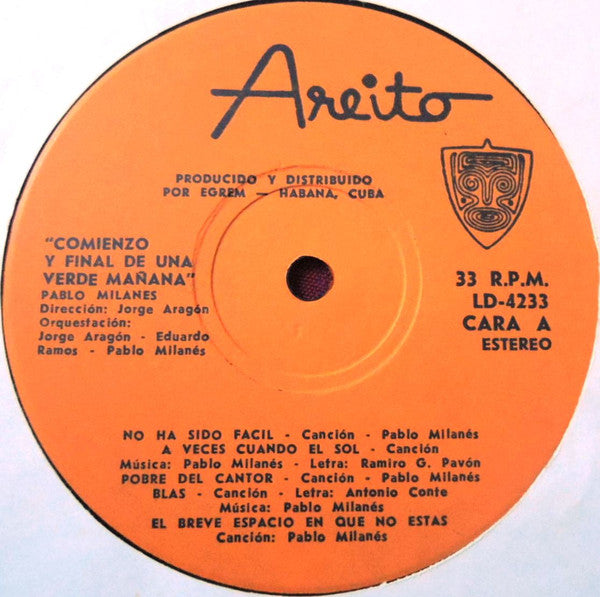 Areito
PRODUCIDO Y DISTRIBUIDO
POR EGREM — HABANA, CUBA
"COMIENZO
Y FINAL DE UNA
VERDE MAÑANA"
PABLO MILANES
Dirección: Jorge Aragón
Orquestación:
Jorge Aragón - Eduardo
Ramos - Pablo Milanés
33 R.P.M.
LD-4233
CARA A
ESTEREO
NO HA SIDO FACIL - Canción - Pablo Milanés
A VECES CUANDO EL SOL - Canción
Música: Pablo Milanés - Letra: Ramiro G. Pavón
POBRE DEL CANTOR - Canción - Pablo Milanés
BLAS - Canción - Letra: Antonio Conte
Música: Pablo Milanés
EL BREVE ESPACIO EN QUE NO ESTAS
Canción: Pablo Milanés